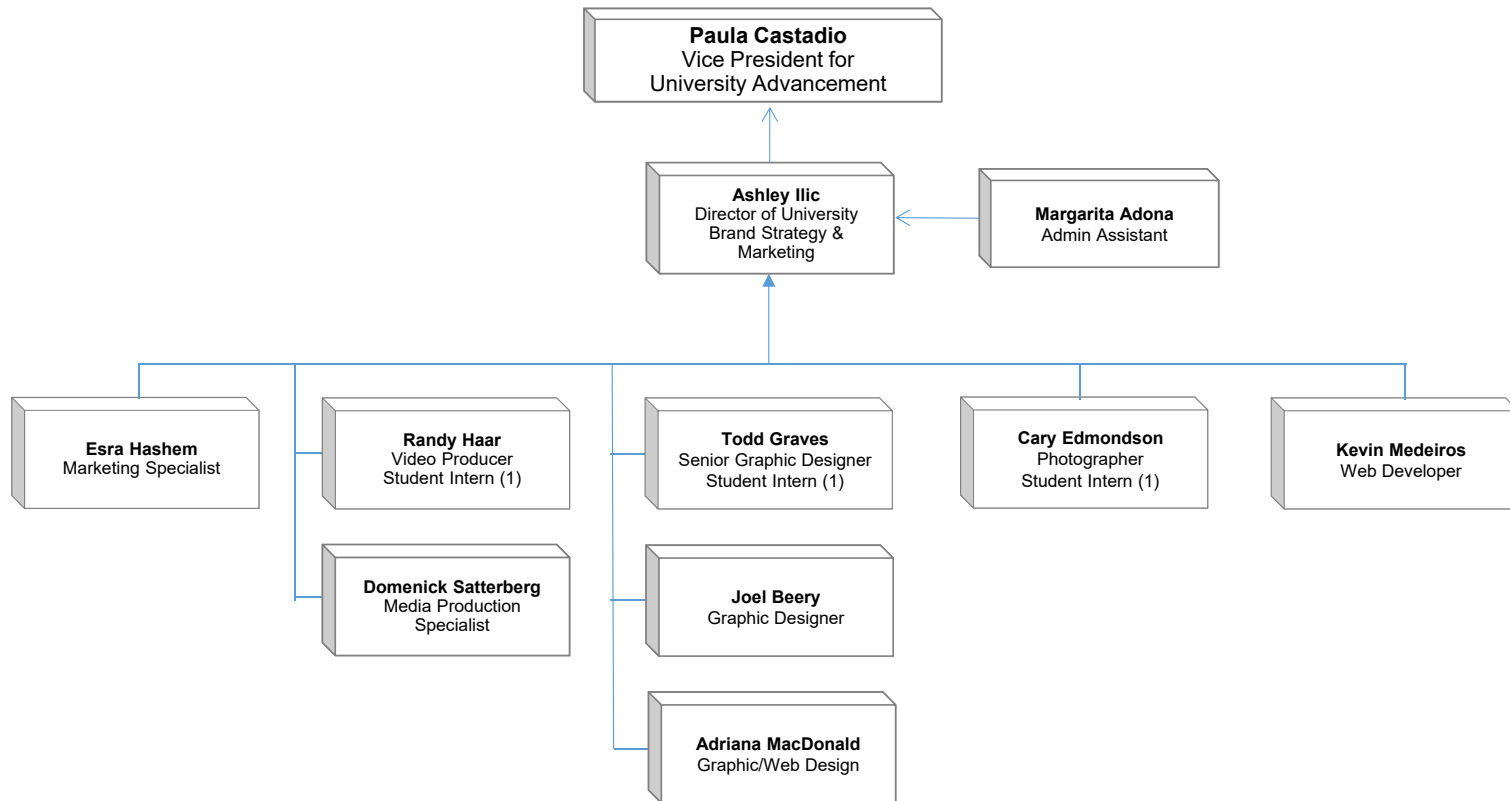 Paula Castadio
Vice President for
University Advancement
Ashley Ilic
Director of University
Brand Strategy &
Marketing
Margarita Adona
Admin Assistant
Esra Hashem
Marketing Specialist
Randy Haar
Video Producer
Student Intern (1)
Todd Graves
Senior Graphic Designer
Student Intern (1)
Cary Edmondson
Photographer
Student Intern (1)
Kevin Medeiros
Web Developer
Domenick Satterberg
Media Production
Specialist
Joel Beery
Graphic Designer
Adriana MacDonald
Graphic/Web Design